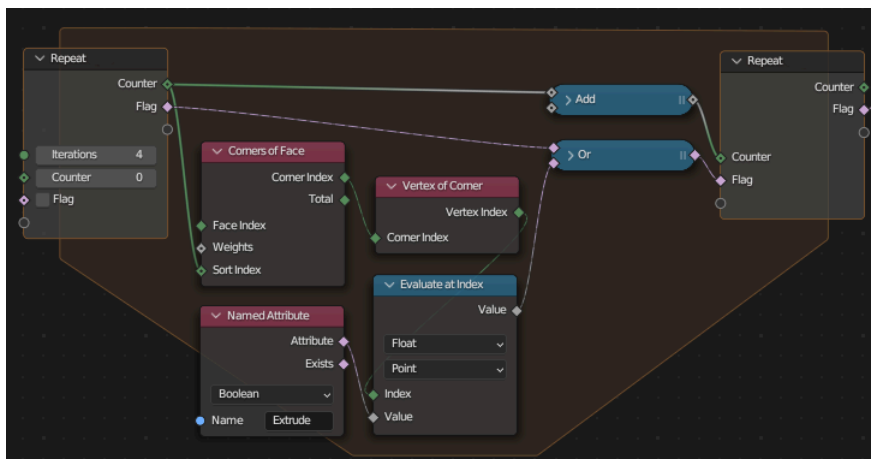 Repeat
Counter
Flag
Iterations 4
Counter 0
Flag
Corners of Face
Corner Index
Total
Face Index
Weights
Sort Index
Vertex of Corner
Vertex Index
Corner Index
Named Attribute
Attribute
Exists
Boolean
Name Extrude
Evaluate at Index
Value
Float
Point
Index
Value
Add
Or
Repeat
Counter
Flag
Counter
Flag